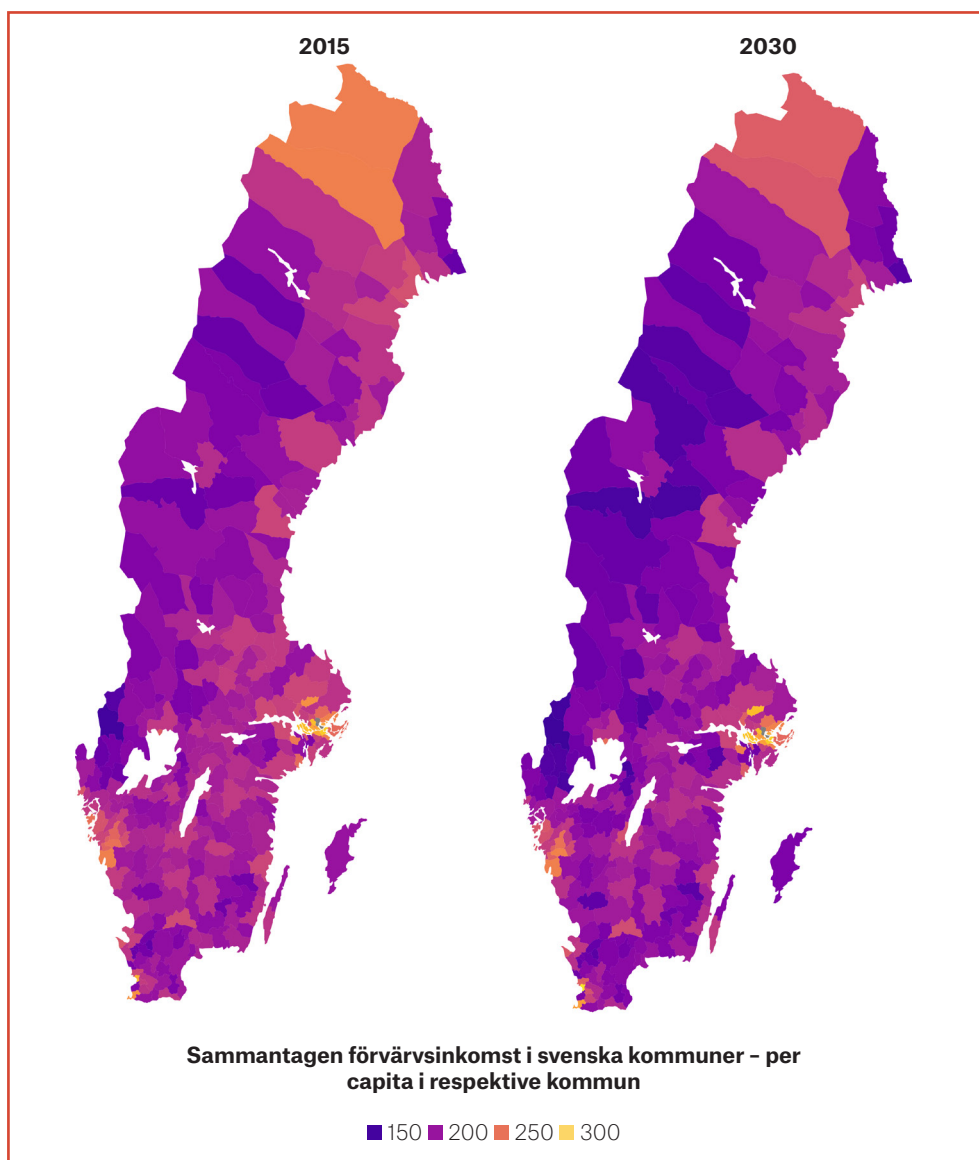 2015
2030
Sammantagen förvärvsinkomst i svenska kommuner – per
capita i respektive kommun
150 200 250 300